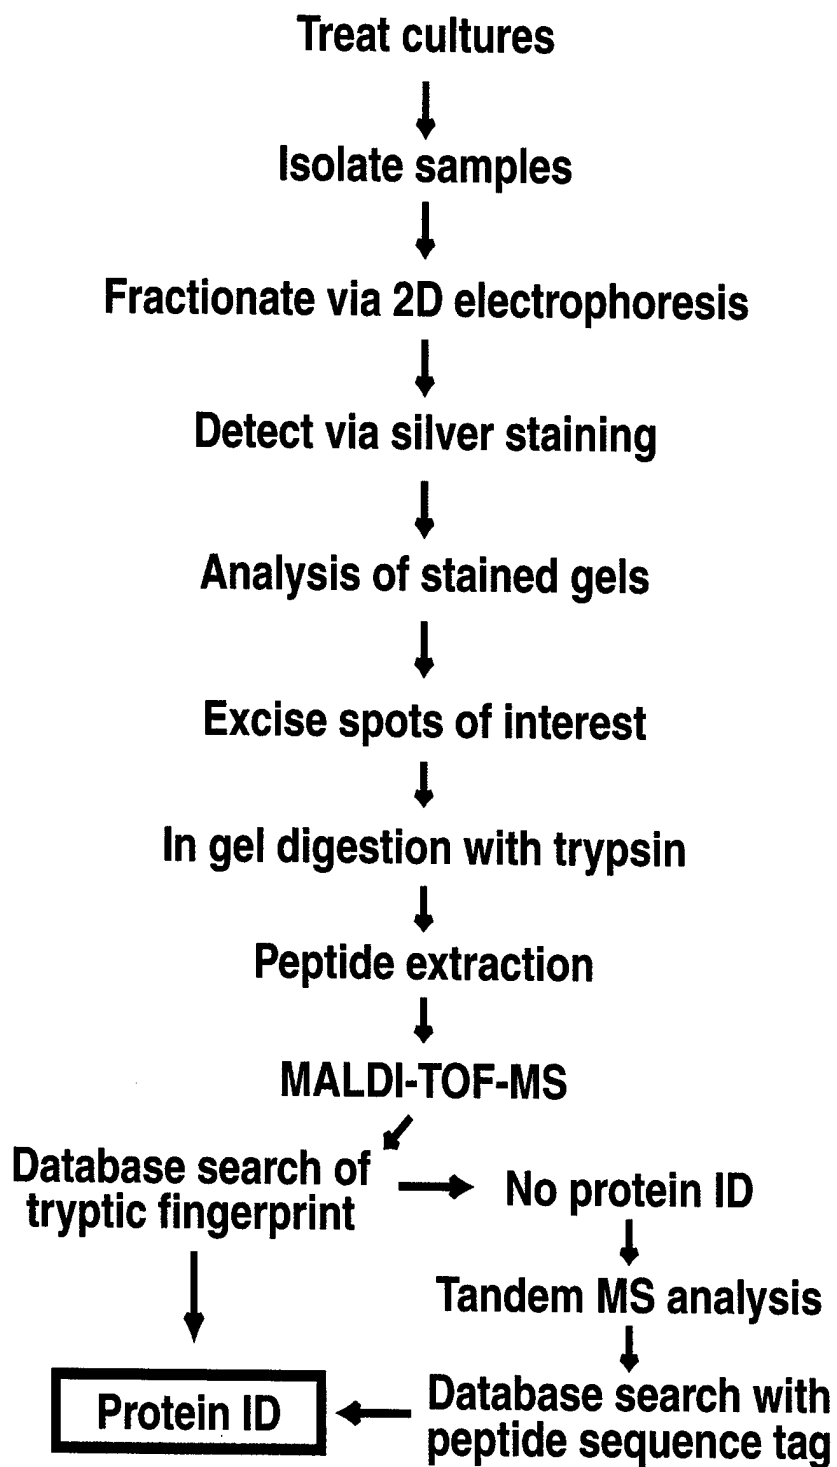 Treat cultures
Isolate samples
Fractionate via 2D electrophoresis
Detect via silver staining
Analysis of stained gels
Excise spots of interest
In gel digestion with trypsin
Peptide extraction
MALDI-TOF-MS
Database search of
tryptic fingerprint
No protein ID
Tandem MS analysis
Database search with
peptide sequence tag
Protein ID